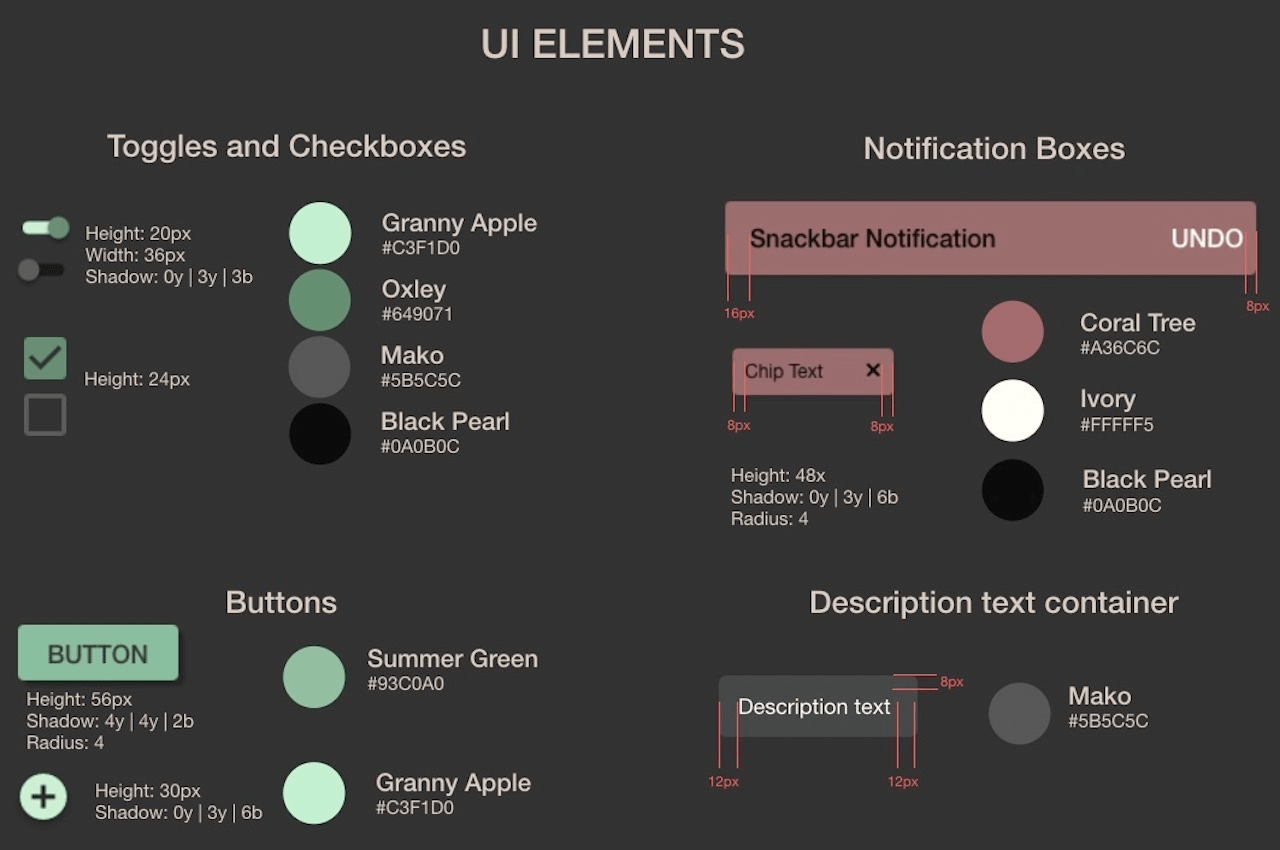 UI ELEMENTS
Toggles and Checkboxes
Height: 20px
Width: 36px
Shadow: 0y | 3y | 3b
Height: 24px
Granny Apple
#C3F1D0
Oxley
#649071
Mako
#5B5C5C
Black Pearl
#0A0B0C
Notification Boxes
Snackbar Notification UNDO
16px
8px
Chip Text ✕
8px
8px
Height: 48x
Shadow: 0y | 3y | 6b
Radius: 4
Coral Tree
#A36C6C
Ivory
#FFFFF5
Black Pearl
#0A0B0C
Buttons
BUTTON
Height: 56px
Shadow: 4y | 4y | 2b
Radius: 4
Summer Green
#93C0A0
+
Height: 30px
Shadow: 0y | 3y | 6b
Granny Apple
#C3F1D0
Description text container
Description text
8px
12px
12px
Mako
#5B5C5C